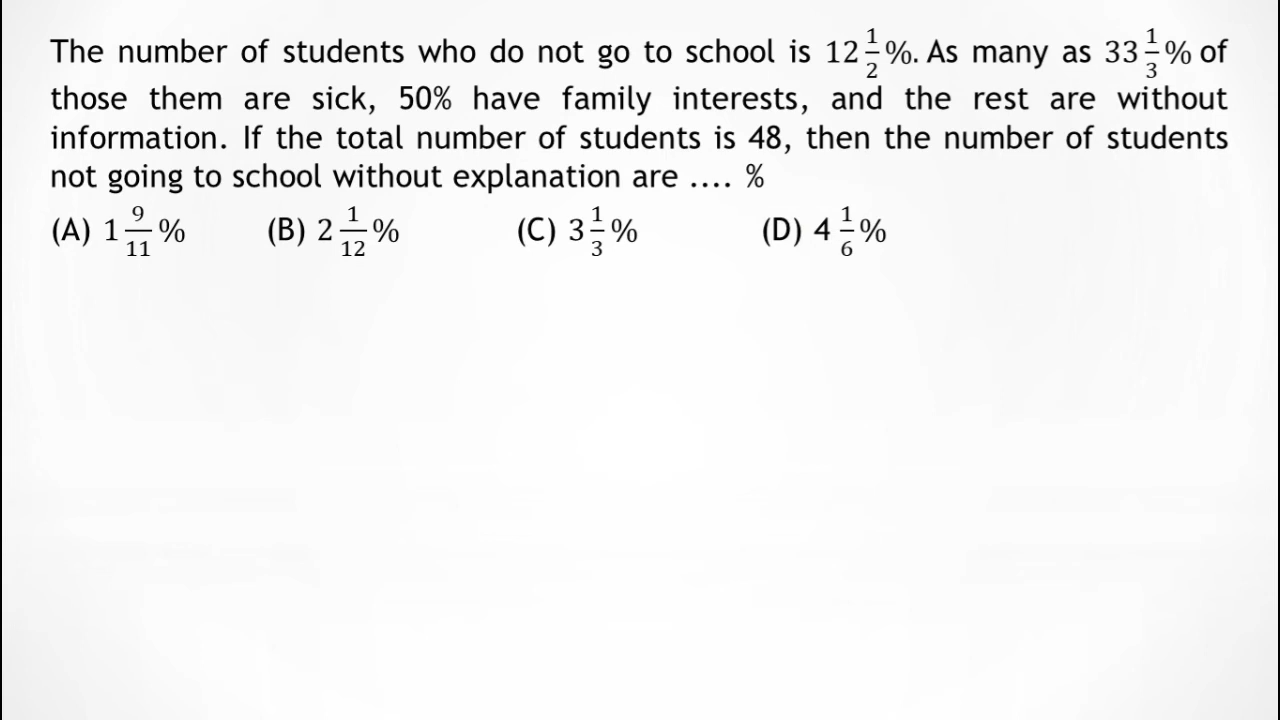 The number of students who do not go to school is 12 1/2 %. As many as 33 1/3 % of
those them are sick, 50% have family interests, and the rest are without
information. If the total number of students is 48, then the number of students
not going to school without explanation are .... %
(A) 1 9/11 % (B) 2 1/12 % (C) 3 1/3 % (D) 4 1/6 %